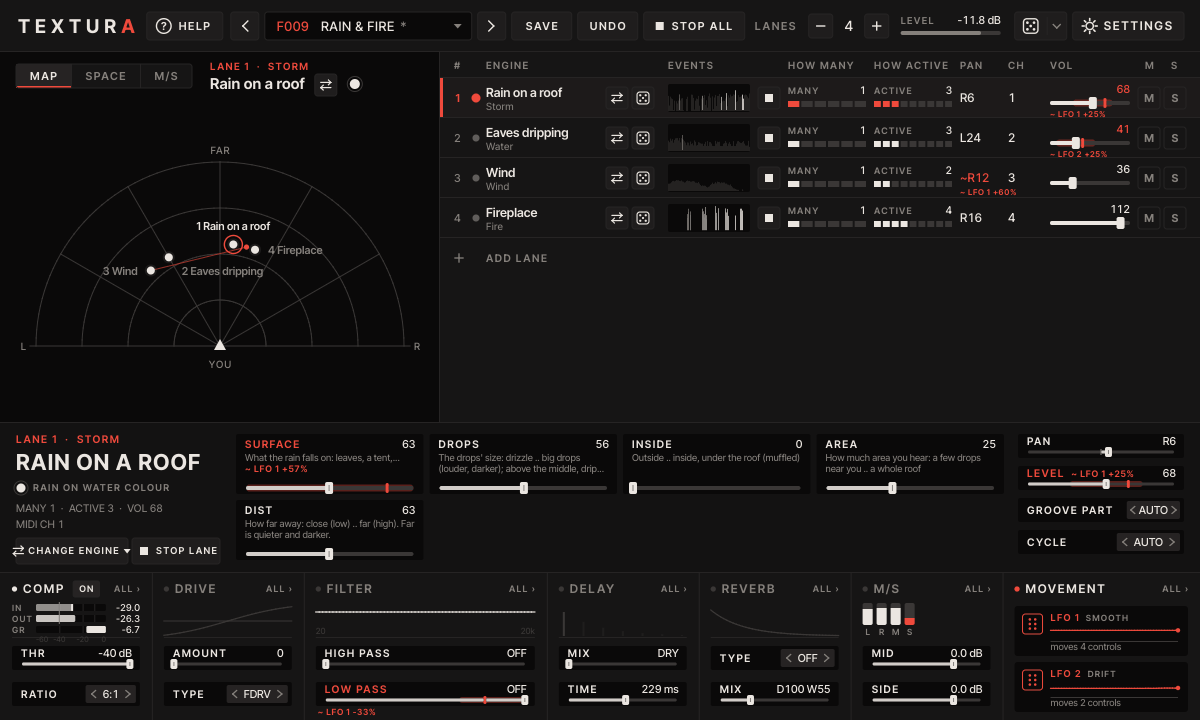 TEXTURA
HELP
F009 RAIN & FIRE *
SAVE
UNDO
STOP ALL
LANES
4
LEVEL -11.8 dB
SETTINGS
MAP
SPACE
M/S
LANE 1 · STORM
Rain on a roof
FAR
1 Rain on a roof
4 Fireplace
3 Wind
2 Eaves dripping
L
R
YOU
# ENGINE EVENTS HOW MANY HOW ACTIVE PAN CH VOL M S
1 Rain on a roof MANY 1 ACTIVE 3 R6 1 68 M S
Storm ~ LFO 1 +25%
2 Eaves dripping MANY 1 ACTIVE 3 L24 2 41 M S
Water ~ LFO 2 +25%
3 Wind MANY 1 ACTIVE 2 ~R12 3 36 M S
Wind ~ LFO 1 +60%
4 Fireplace MANY 1 ACTIVE 4 R16 4 112 M S
Fire
+ ADD LANE
LANE 1 · STORM
RAIN ON A ROOF
RAIN ON WATER COLOUR
MANY 1 · ACTIVE 3 · VOL 68
MIDI CH 1
CHANGE ENGINE
STOP LANE
SURFACE 63
What the rain falls on: leaves, a tent,...
~ LFO 1 +57%
DROPS 56
The drops' size: drizzle .. big drops
(louder, darker); above the middle, drip...
INSIDE 0
Outside .. inside, under the roof (muffled)
AREA 25
How much area you hear: a few drops
near you .. a whole roof
DIST 63
How far away: close (low) .. far (high). Far
is quieter and darker.
PAN R6
LEVEL ~ LFO 1 +25% 68
GROOVE PART < AUTO >
CYCLE < AUTO >
COMP ON ALL ›
IN -29.0
OUT -26.3
GR -6.7
-60 -40 -20 0
THR -40 dB
RATIO < 6:1 >
DRIVE ALL ›
AMOUNT 0
TYPE < FDRV >
FILTER ALL ›
20 20k
HIGH PASS OFF
LOW PASS OFF
~ LFO 1 -33%
DELAY ALL ›
MIX DRY
TIME 229 ms
REVERB ALL ›
TYPE < OFF >
MIX D100 W55
M/S ALL ›
L R M S
MID 0.0 dB
SIDE 0.0 dB
MOVEMENT ALL ›
LFO 1 SMOOTH
moves 4 controls
LFO 2 DRIFT
moves 2 controls